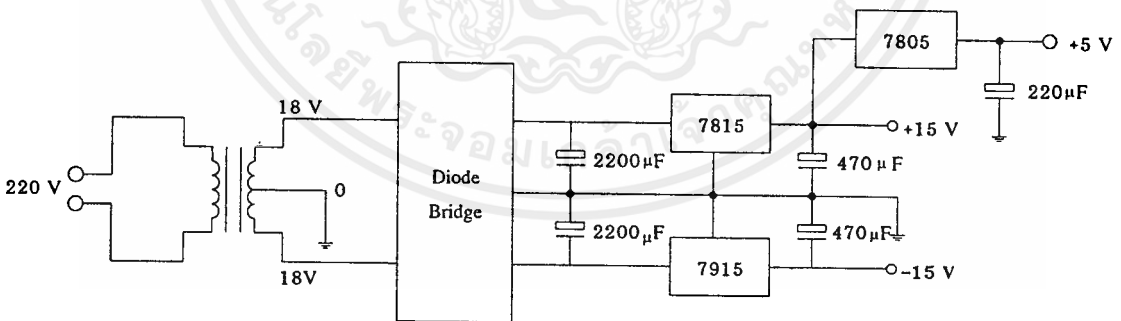 7805
+5 V
220μF
18 V
7815
+15 V
2200μF
470μF
220 V
0
Diode
Bridge
2200μF
470μF
7915
-15 V
18V